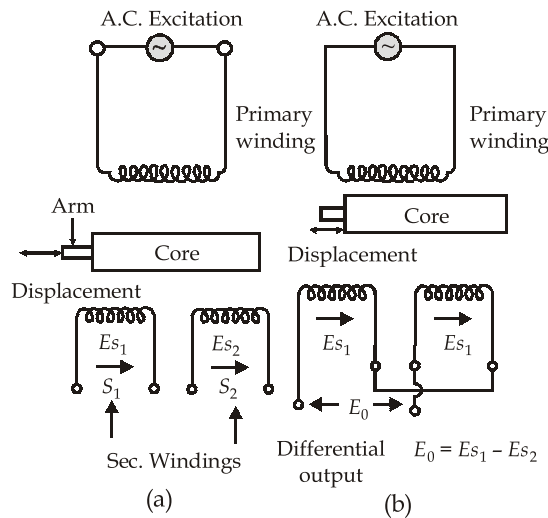 A.C. Excitation
Primary
winding
Arm
Core
Displacement
Es₁
Es₂
S₁
S₂
Sec. Windings
(a)
A.C. Excitation
Primary
winding
Core
Displacement
Es₁
Es₁
E₀
Differential
output
E₀ = Es₁ – Es₂
(b)